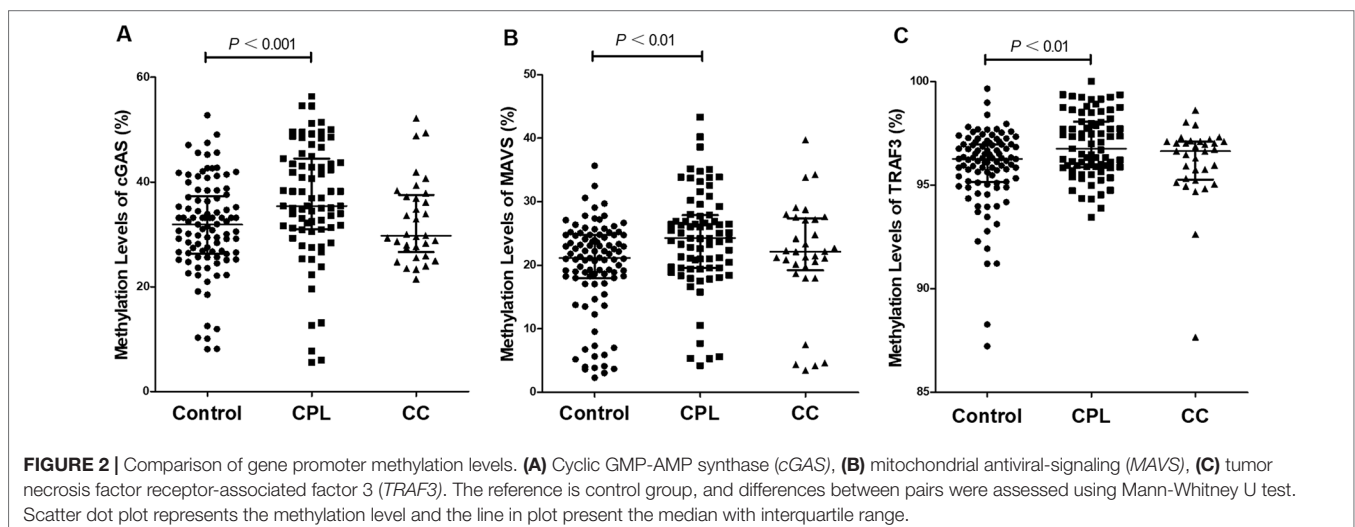 A
P < 0.001
Methylation Levels of cGAS (%)
60
40
20
0
Control CPL CC
B
P < 0.01
Methylation Levels of MAVS (%)
50
40
30
20
10
0
Control CPL CC
C
P < 0.01
Methylation Levels of TRAF3 (%)
100
95
90
85
Control CPL CC
FIGURE 2 | Comparison of gene promoter methylation levels. (A) Cyclic GMP-AMP synthase (cGAS), (B) mitochondrial antiviral-signaling (MAVS), (C) tumor
necrosis factor receptor-associated factor 3 (TRAF3). The reference is control group, and differences between pairs were assessed using Mann-Whitney U test.
Scatter dot plot represents the methylation level and the line in plot present the median with interquartile range.